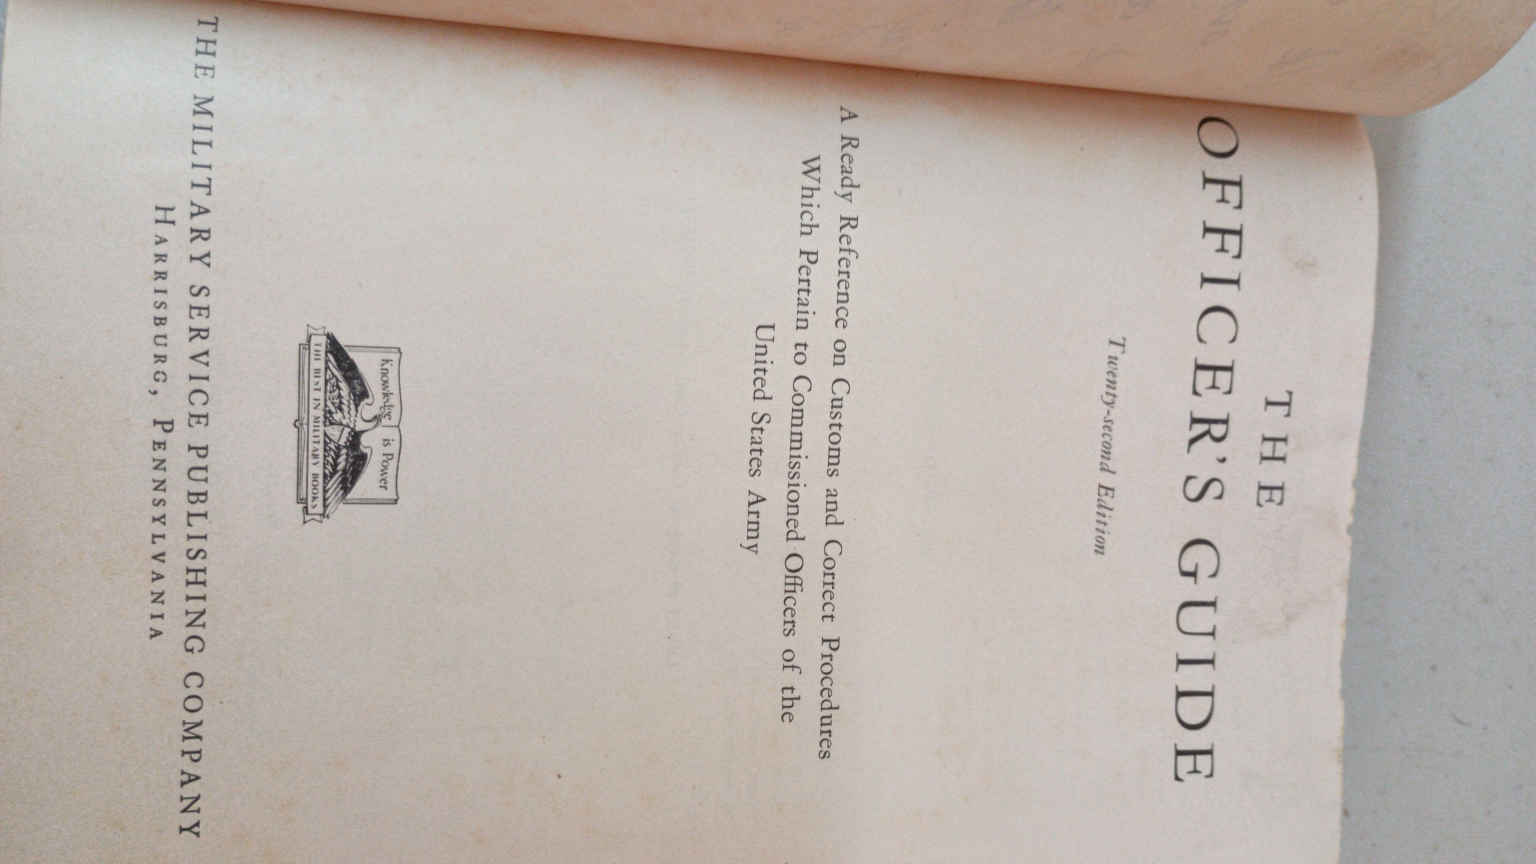 THE
OFFICER'S GUIDE
Twenty-second Edition
A Ready Reference on Customs and Correct Procedures
Which Pertain to Commissioned Officers of the
United States Army
Knowledge is Power
THE BEST IN MILITARY BOOKS
THE MILITARY SERVICE PUBLISHING COMPANY
HARRISBURG, PENNSYLVANIA